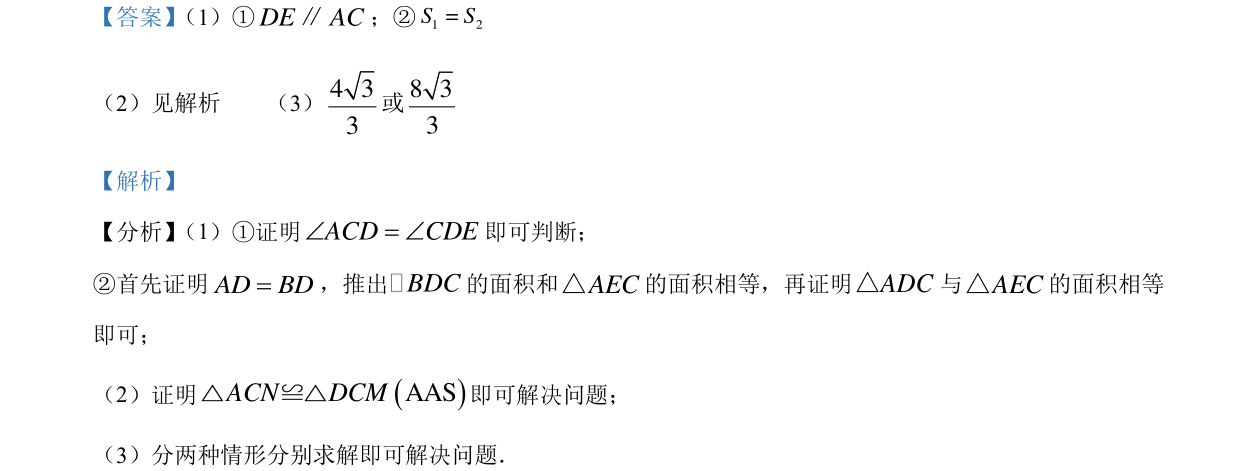 【答案】（1）① DE∥AC；② S₁=S₂
（2）见解析 （3）4√3/3 或 8√3/3
【解析】
【分析】（1）①证明∠ACD=∠CDE 即可判断；
②首先证明 AD=BD，推出□BDC 的面积和△AEC 的面积相等，再证明△ADC 与△AEC 的面积相等
即可；
（2）证明△ACN≌△DCM(AAS)即可解决问题；
（3）分两种情形分别求解即可解决问题．